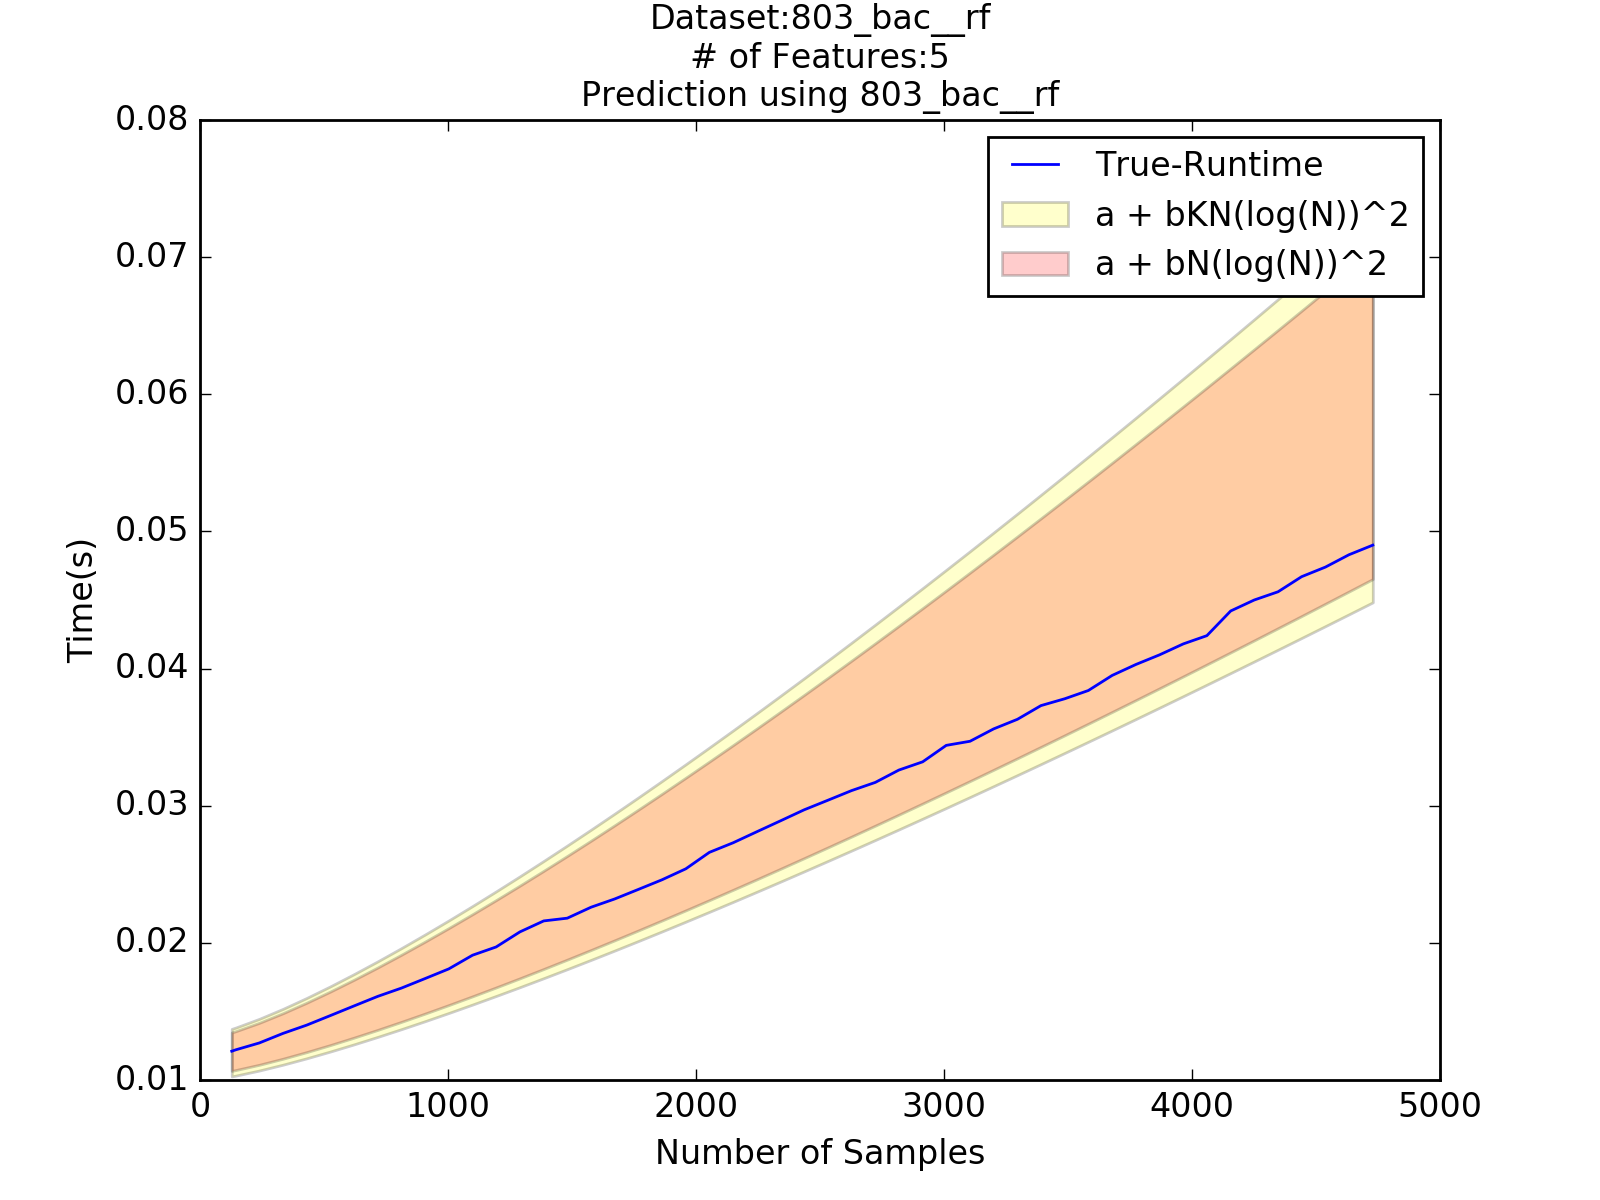 Dataset:803_bac__rf
# of Features:5
Prediction using 803_bac__rf
0.08
0.07
0.06
0.05
0.04
0.03
0.02
0.01
Time(s)
True-Runtime
a + bKN(log(N))^2
a + bN(log(N))^2
0
1000
2000
3000
4000
5000
Number of Samples